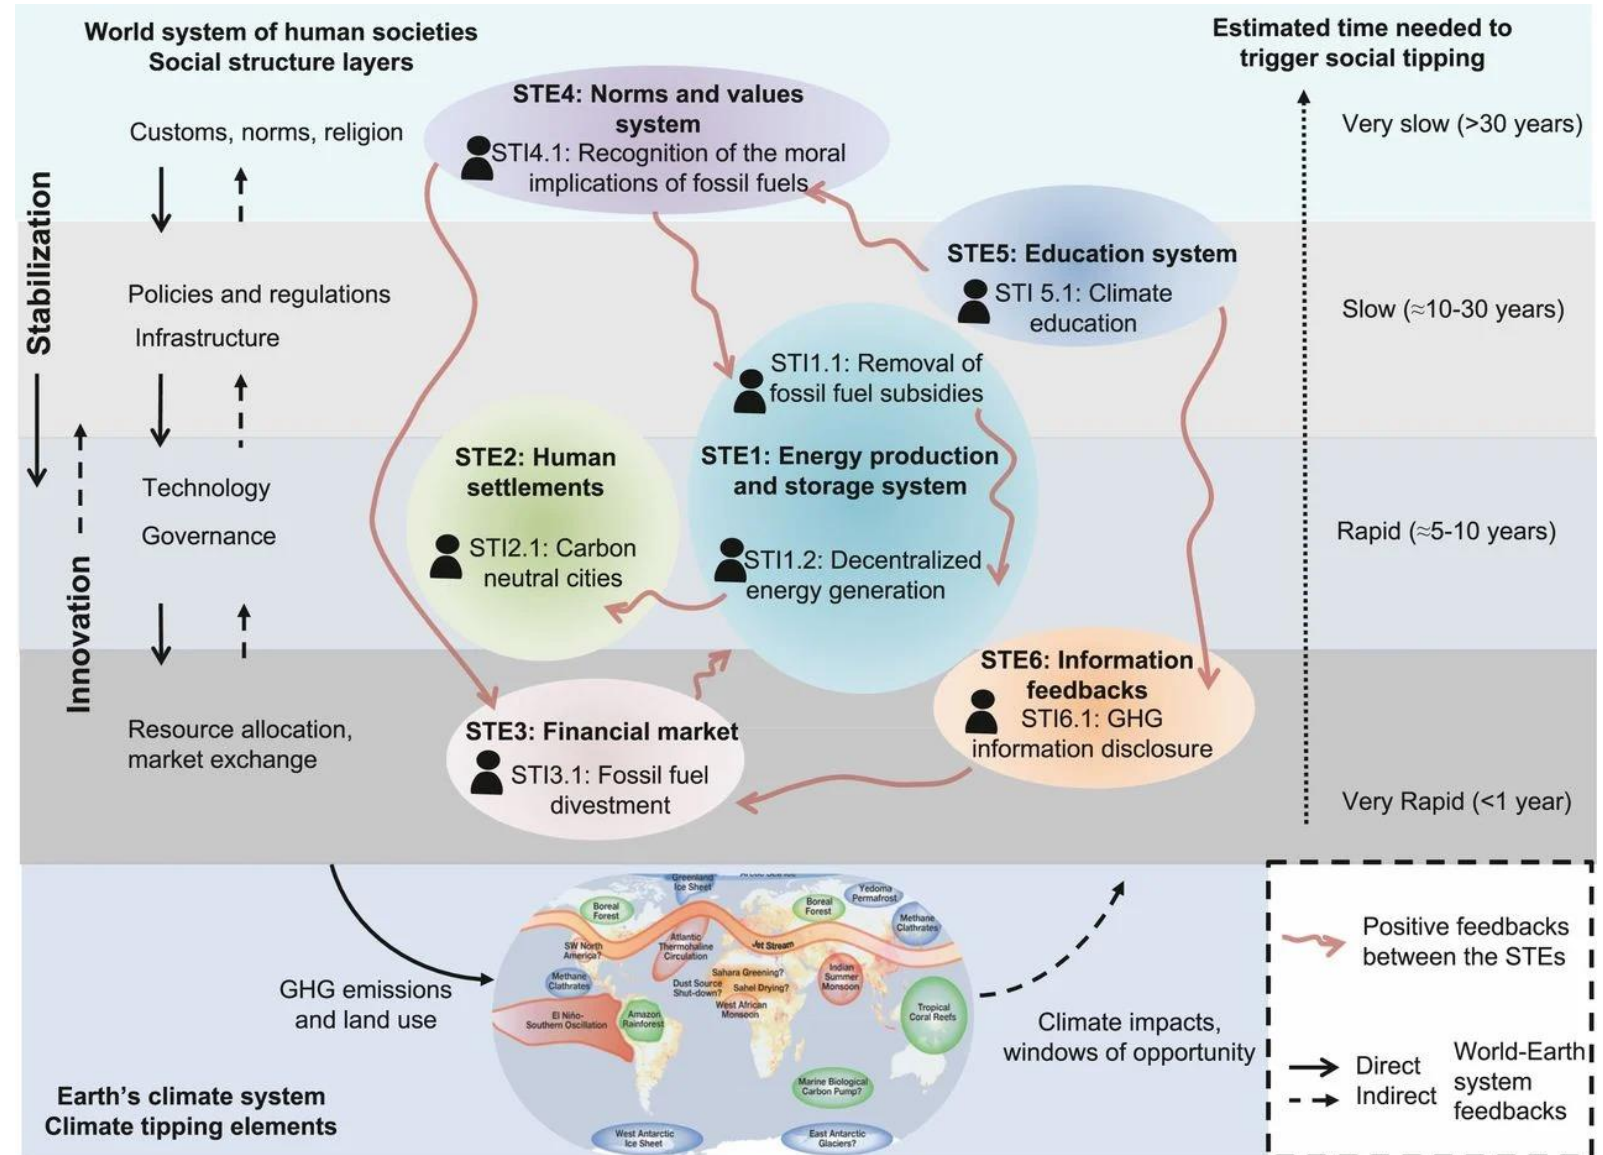 World system of human societies
Social structure layers
Estimated time needed to
trigger social tipping
Customs, norms, religion
Very slow (>30 years)
STE4: Norms and values
system
STI4.1: Recognition of the moral
implications of fossil fuels
Stabilization
Policies and regulations
Infrastructure
STE5: Education system
STI 5.1: Climate
education
Slow (≈10-30 years)
STI1.1: Removal of
fossil fuel subsidies
STE1: Energy production
and storage system
STI1.2: Decentralized
energy generation
STE2: Human
settlements
STI2.1: Carbon
neutral cities
Technology
Governance
Rapid (≈5-10 years)
Innovation
Resource allocation,
market exchange
STE3: Financial market
STI3.1: Fossil fuel
divestment
STE6: Information
feedbacks
STI6.1: GHG
information disclosure
Very Rapid (<1 year)
GHG emissions
and land use
Greenland
Ice Sheet
Boreal
Forest
Boreal
Forest
Yedoma
Permafrost
Methane
Clathrates
SW North
America?
Atlantic
Thermohaline
Circulation
Jet Stream
Methane
Clathrates
Sahara Greening?
Dust Source
Shut-down?
Sahel Drying?
West African
Monsoon
Indian
Summer
Monsoon
El Niño-
Southern Oscillation
Amazon
Rainforest
Tropical
Coral Reefs
Marine Biological
Carbon Pump?
West Antarctic
Ice Sheet
East Antarctic
Glaciers?
Climate impacts,
windows of opportunity
Earth's climate system
Climate tipping elements
Positive feedbacks
between the STEs
Direct
Indirect
World-Earth
system
feedbacks